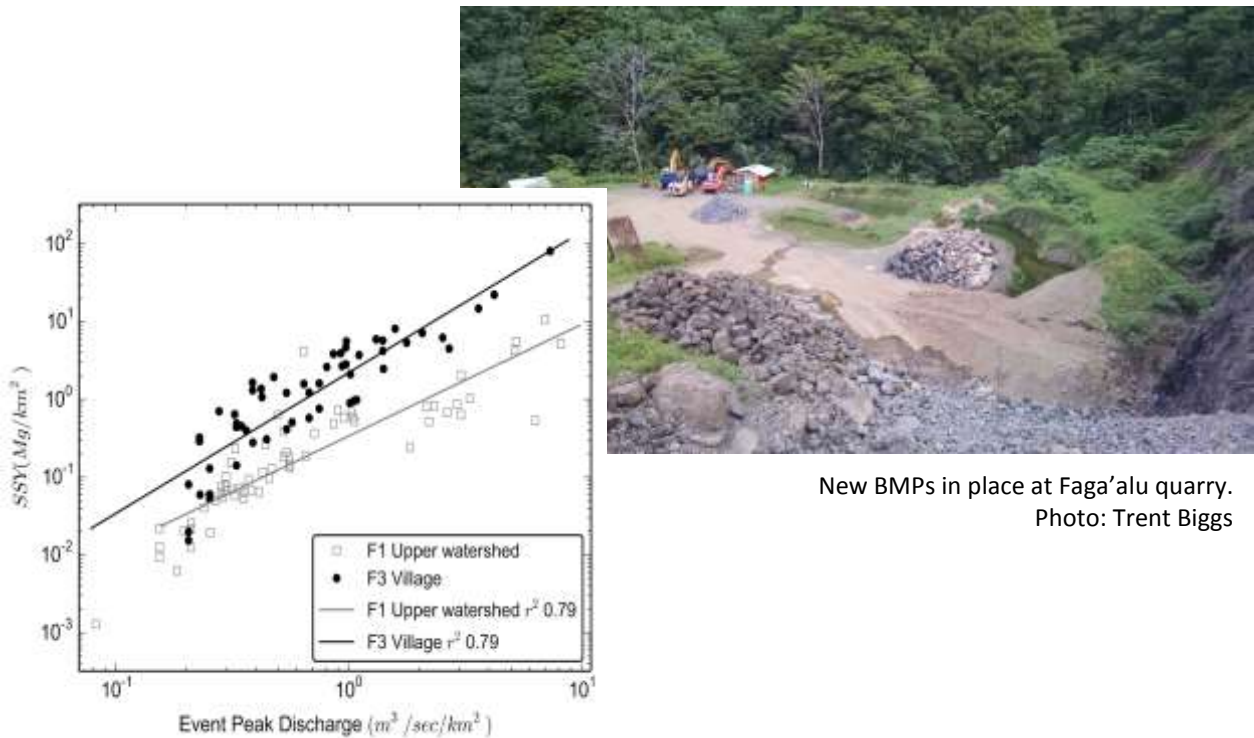 New BMPs in place at Faga’alu quarry.
Photo: Trent Biggs
SSY(Mg/km²)
10²
10¹
10⁰
10⁻¹
10⁻²
10⁻³
F1 Upper watershed
F3 Village
F1 Upper watershed r² 0.79
F3 Village r² 0.79
10⁻¹ 10⁰ 10¹
Event Peak Discharge (m³/sec/km²)